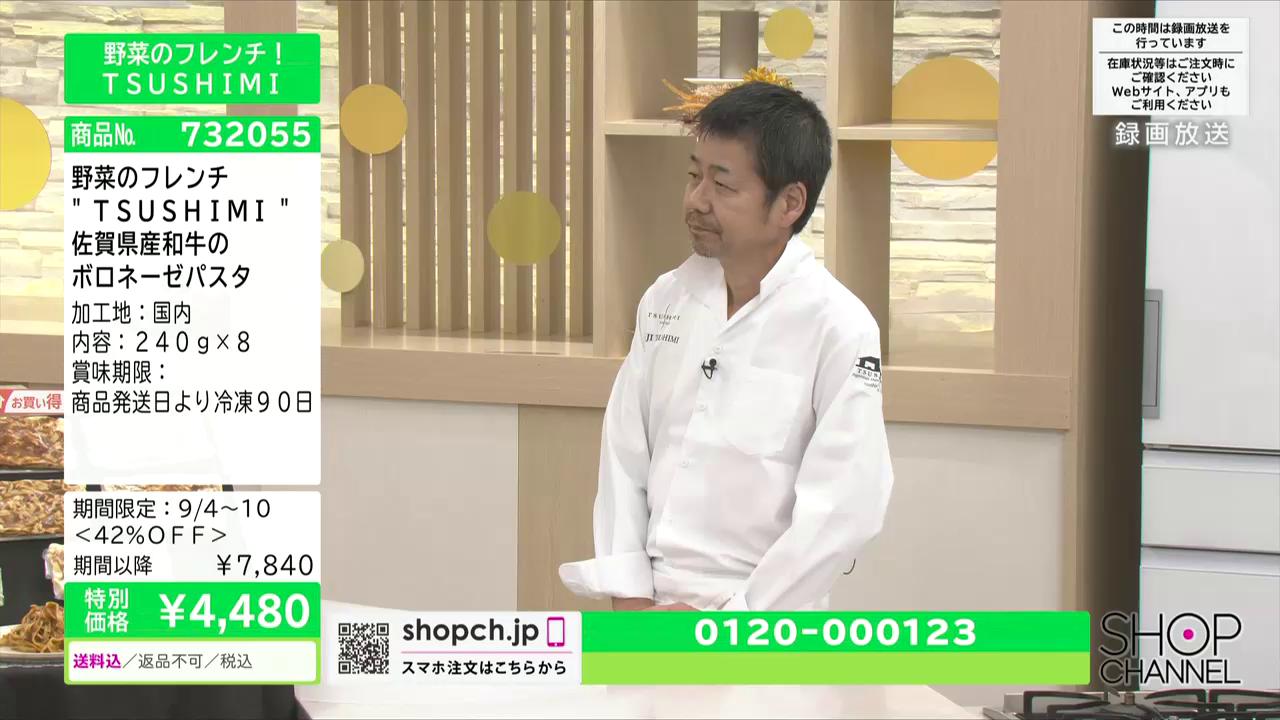 野菜のフレンチ!
TSUSHIMI
商品No. 732055
野菜のフレンチ
"TSUSHIMI"
佐賀県産和牛の
ボロネーゼパスタ
加工地：国内
内容：240g×8
賞味期限：
商品発送日より冷凍90日
期間限定：9/4～10
<42%OFF>
期間以降 ¥7,840
特別価格 ¥4,480
送料込／返品不可／税込
お買い得
TSUSHIMI
shopch.jp
スマホ注文はこちらから
0120-000123
この時間は録画放送を
行っています
在庫状況等はご注文時に
ご確認ください
Webサイト、アプリも
ご利用ください
録画放送
SHOP
CHANNEL